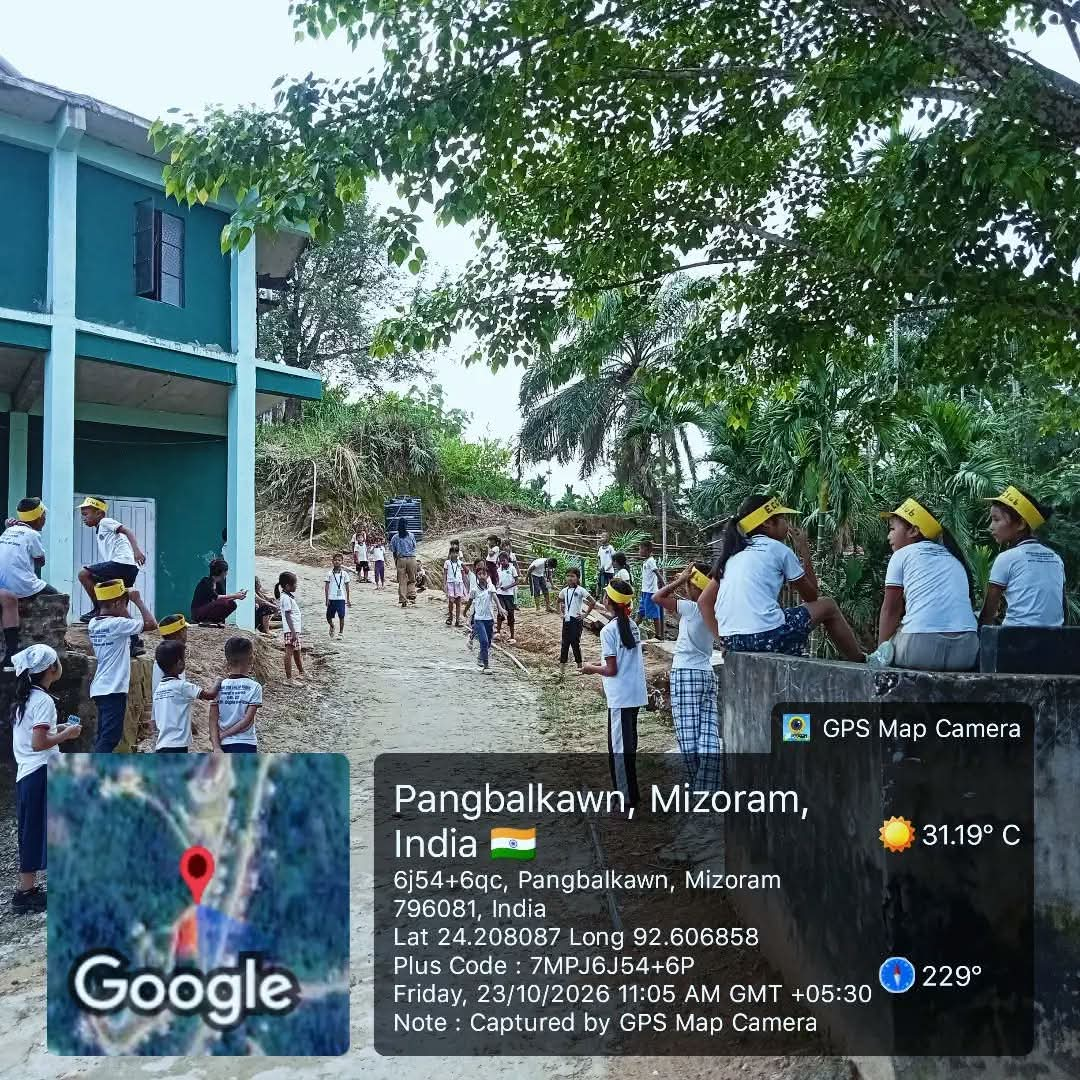 GPS Map Camera
Pangbalkawn, Mizoram,
India
31.19° C
6j54+6qc, Pangbalkawn, Mizoram
796081, India
Lat 24.208087 Long 92.606858
Plus Code : 7MPJ6J54+6P
229°
Friday, 23/10/2026 11:05 AM GMT +05:30
Note : Captured by GPS Map Camera
Google